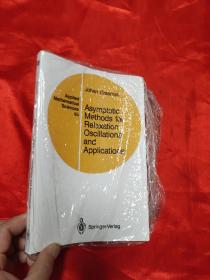 Applied
Mathematical
Sciences
63
Johan Grasman
Asymptotic
Methods for
Relaxation
Oscillations
and
Applications
Springer-Verlag